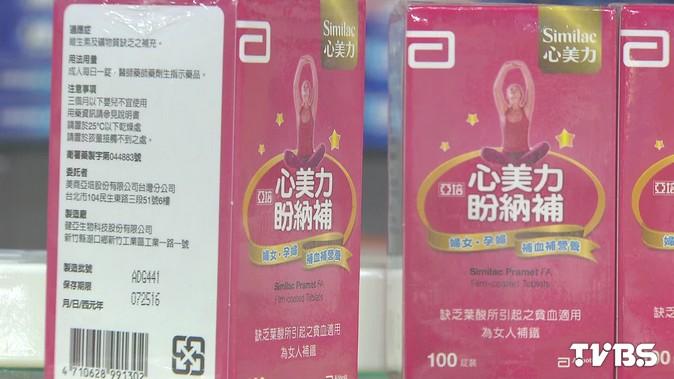 適應症
維生素及礦物質缺乏之補充。
用法用量
成人每日一錠,醫師藥師藥劑生指示藥品。
注意事項
三個月以下嬰兒不宜使用
用藥資訊請參見說明書
請置於25°C以下乾燥處
請置於孩童接觸不到之處。
衛署藥製字第044883號
委託者
美商亞培股份有限公司台灣分公司
台北市104民生東路三段51號6樓
製造廠
健亞生物科技股份有限公司
新竹縣湖口鄉新竹工業區工業一路一號
製造批號 ADG441
保存期限 072516
月/日/西元年
4 710628 991302
Similac
心美力
亞培
心美力
盼納補
婦女・孕婦 補血補營養
Similac Pramet FA
Film-coated Tablets
缺乏葉酸所引起之貧血適用
為女人補鐵
Similac
心美力
亞培
心美力
盼納補
婦女・孕婦 補血補營養
Similac Pramet FA
Film-coated Tablets
缺乏葉酸所引起之貧血適用
為女人補鐵
100錠裝
TVBS